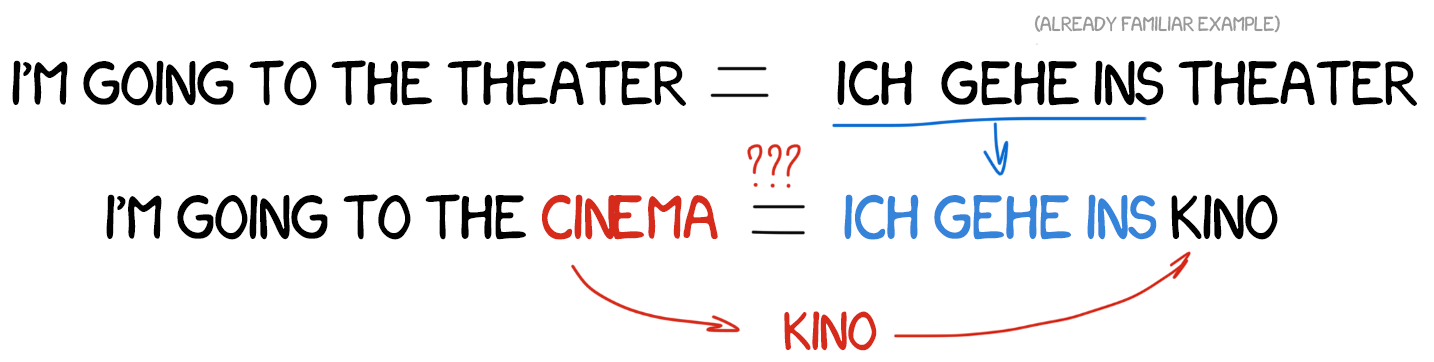 (ALREADY FAMILIAR EXAMPLE)
I'M GOING TO THE THEATER = ICH GEHE INS THEATER
???
I'M GOING TO THE CINEMA = ICH GEHE INS KINO
KINO